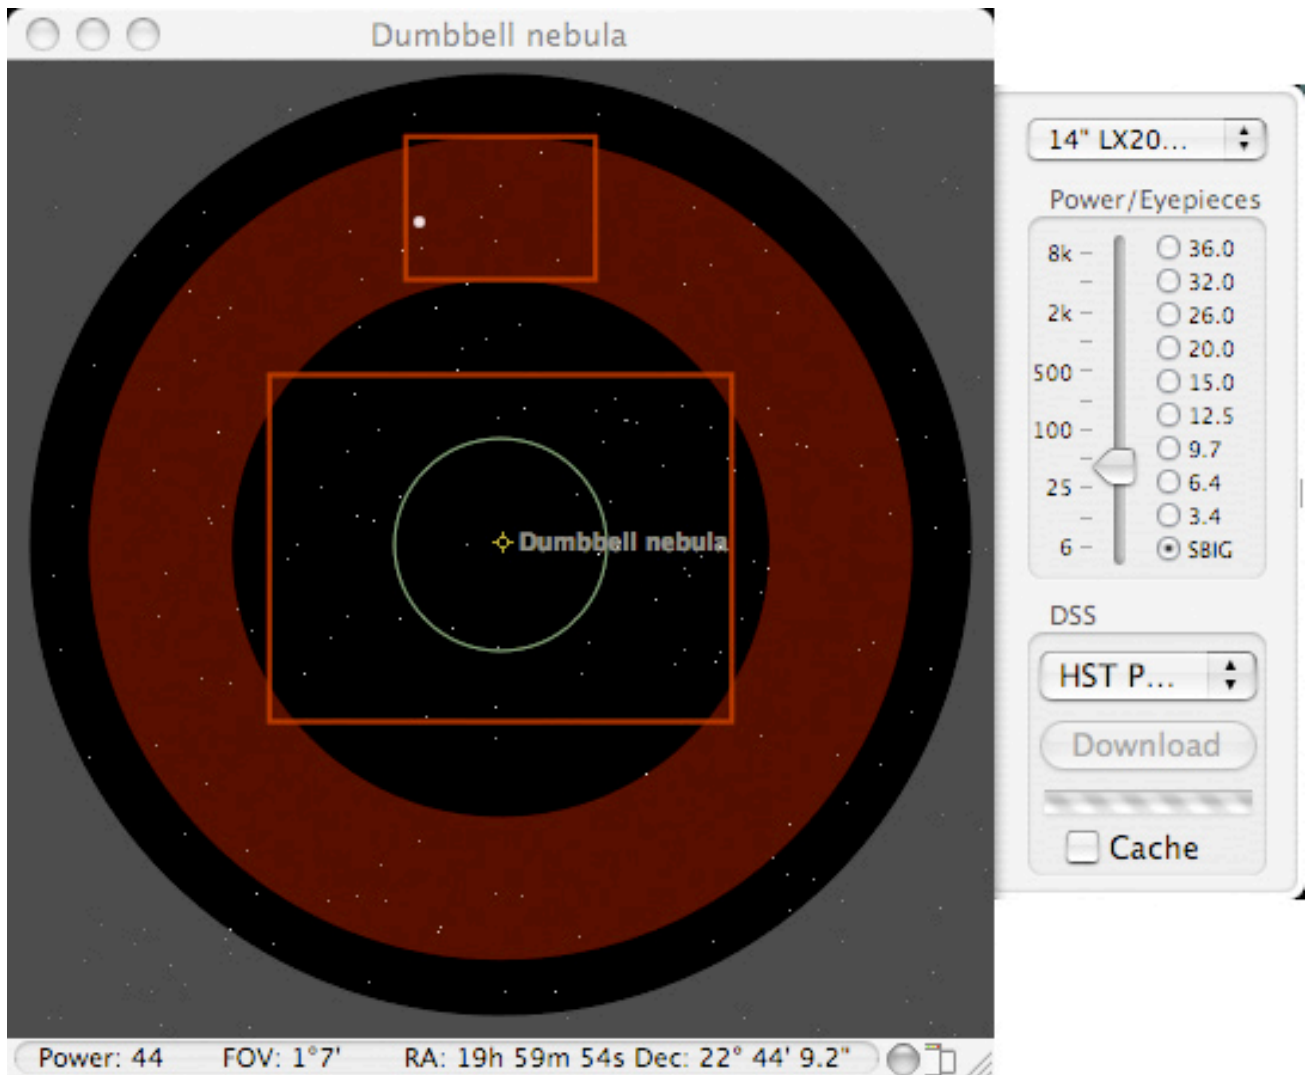 Dumbbell nebula
14" LX20...
Power/Eyepieces
8k
2k
500
100
25
6
36.0
32.0
26.0
20.0
15.0
12.5
9.7
6.4
3.4
SBIG
Dumbbell nebula
DSS
HST P...
Download
Cache
Power: 44 FOV: 1°7' RA: 19h 59m 54s Dec: 22° 44' 9.2"